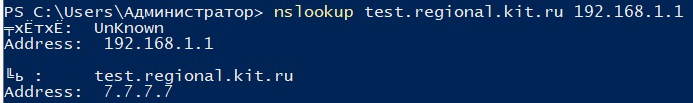 PS C:\Users\Администратор> nslookup test.regional.kit.ru 192.168.1.1
╤хЁтхЁ:  UnKnown
Address:  192.168.1.1

╚ь :     test.regional.kit.ru
Address:  7.7.7.7